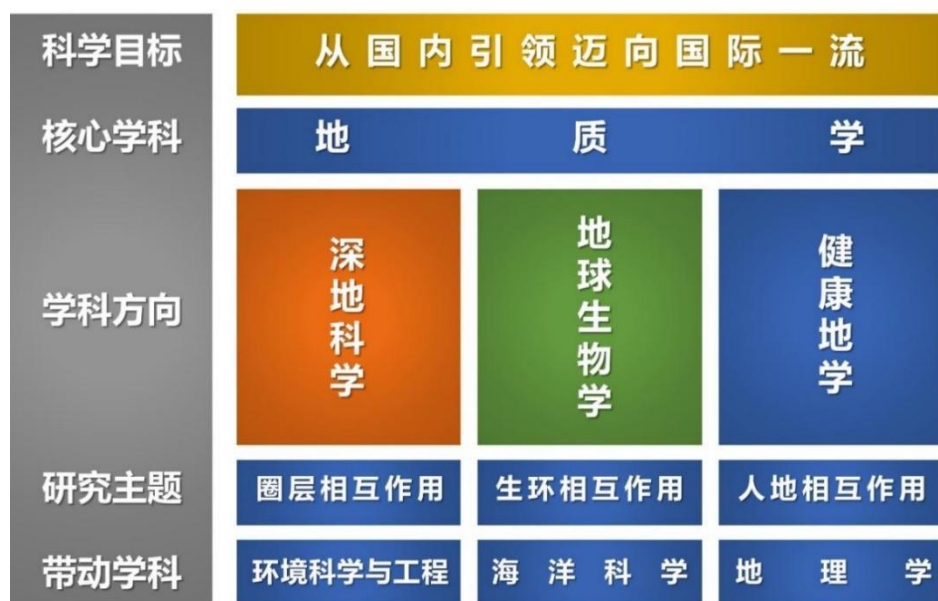 科学目标
从国内引领迈向国际一流
核心学科
地质学
学科方向
深地科学
地球生物学
健康地学
研究主题
圈层相互作用
生环相互作用
人地相互作用
带动学科
环境科学与工程
海洋科学
地理学